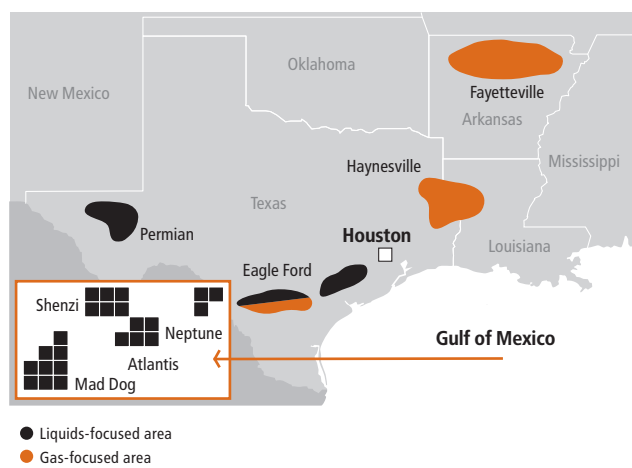 Oklahoma
New Mexico
Fayetteville
Arkansas
Mississippi
Haynesville
Texas
Permian
Houston
Louisiana
Eagle Ford
Shenzi
Neptune
Gulf of Mexico
Atlantis
Mad Dog
Liquids-focused area
Gas-focused area